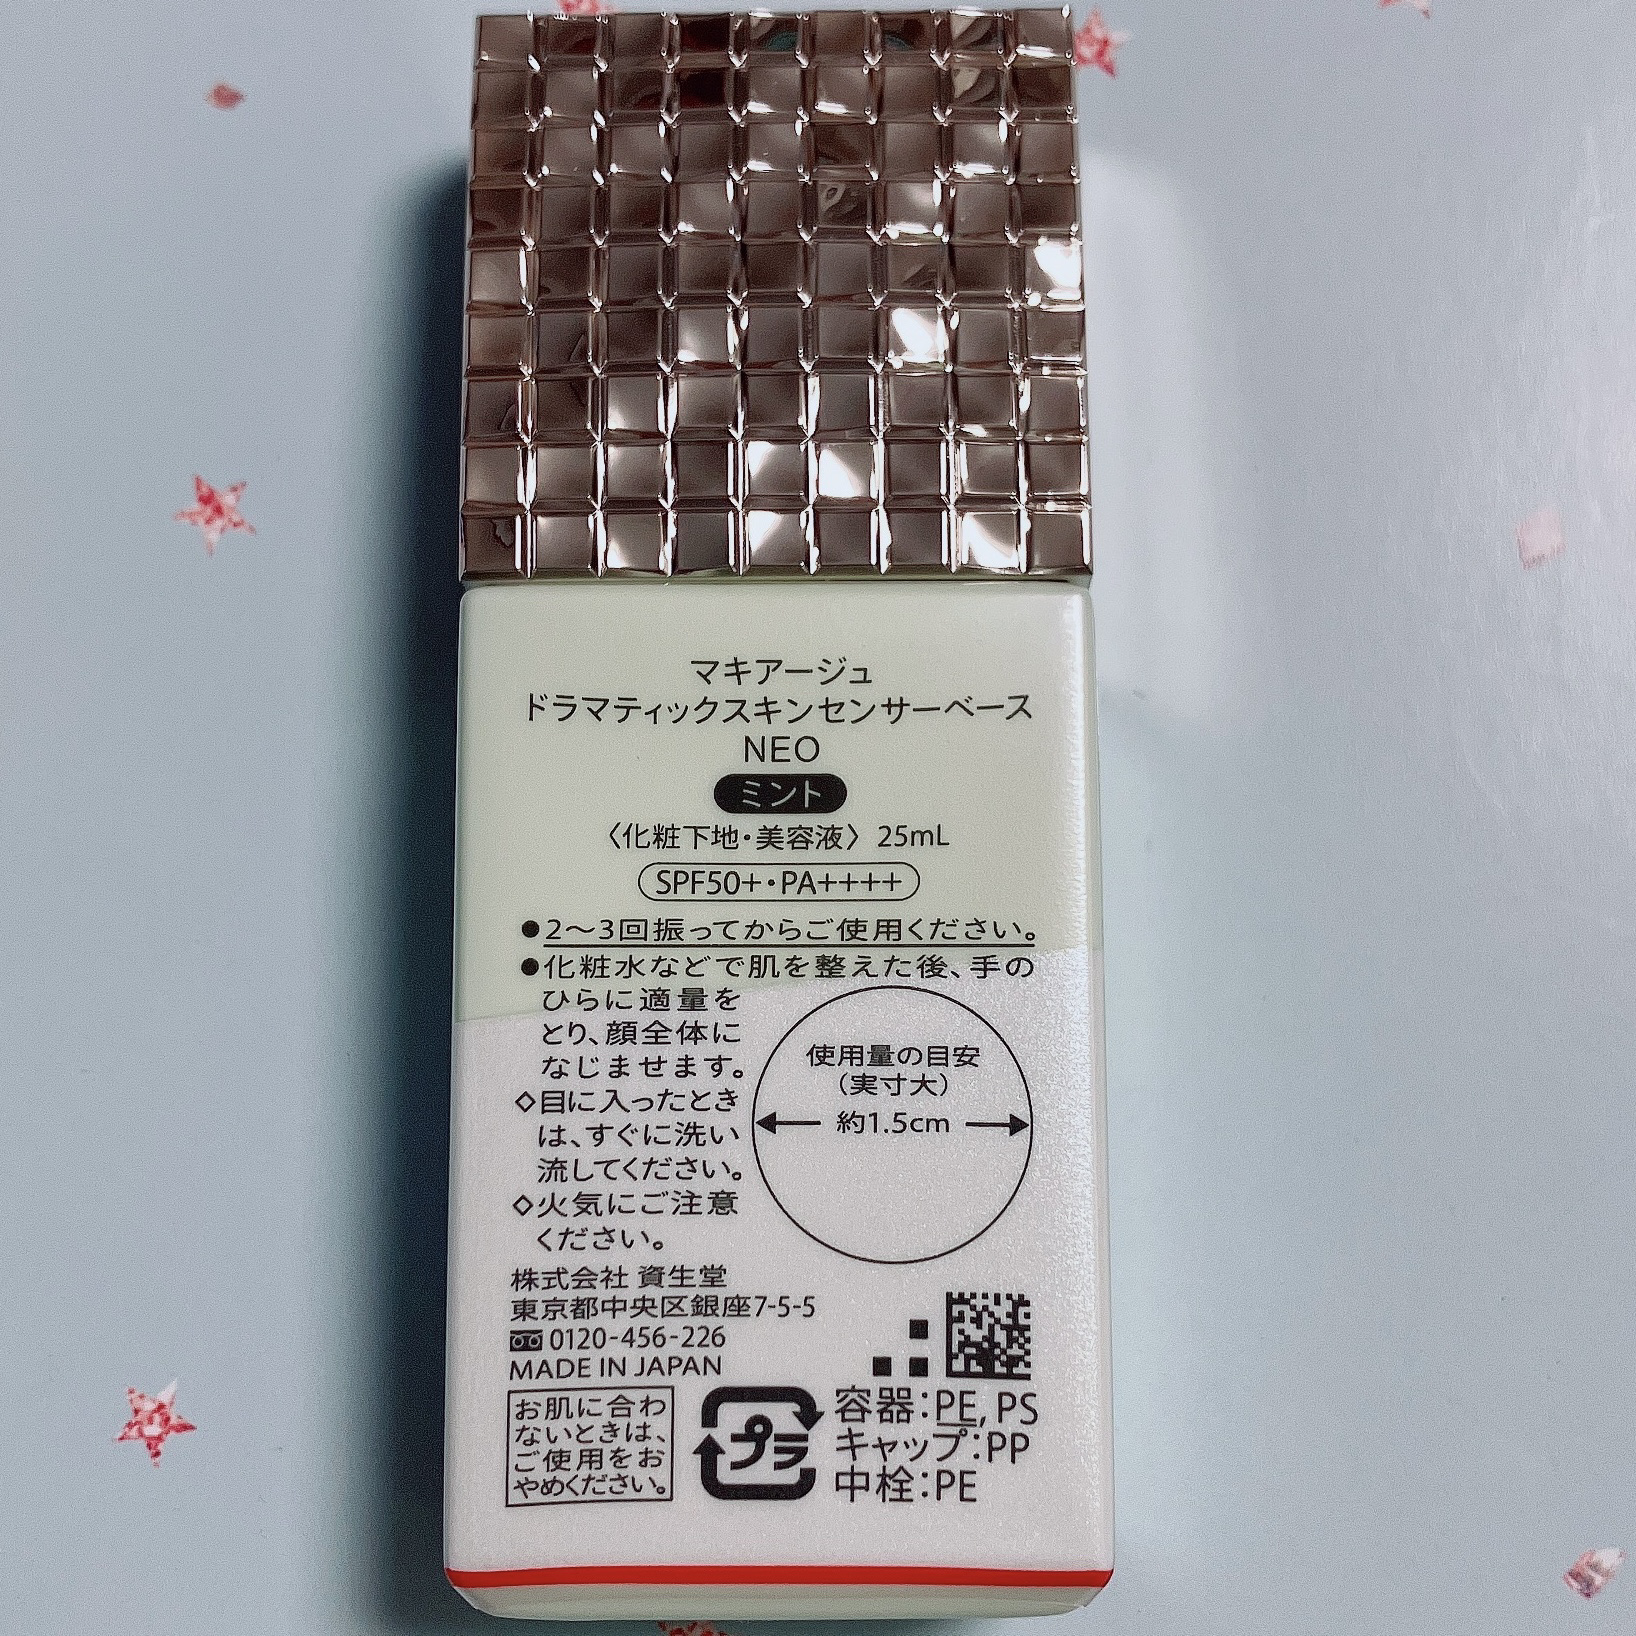 マキアージュ
ドラマティックスキンセンサーベース
NEO
ミント
〈化粧下地・美容液〉 25mL
SPF50+・PA++++
●2〜3回振ってからご使用ください。
●化粧水などで肌を整えた後、手の
ひらに適量を
とり、顔全体に
なじませます。
◇目に入ったとき
は、すぐに洗い
流してください。
◇火気にご注意
ください。
使用量の目安
(実寸大)
約1.5cm
株式会社 資生堂
東京都中央区銀座7-5-5
0120-456-226
MADE IN JAPAN
お肌に合わ
ないときは、
ご使用をお
やめください。
プラ
容器:PE, PS
キャップ:PP
中栓:PE